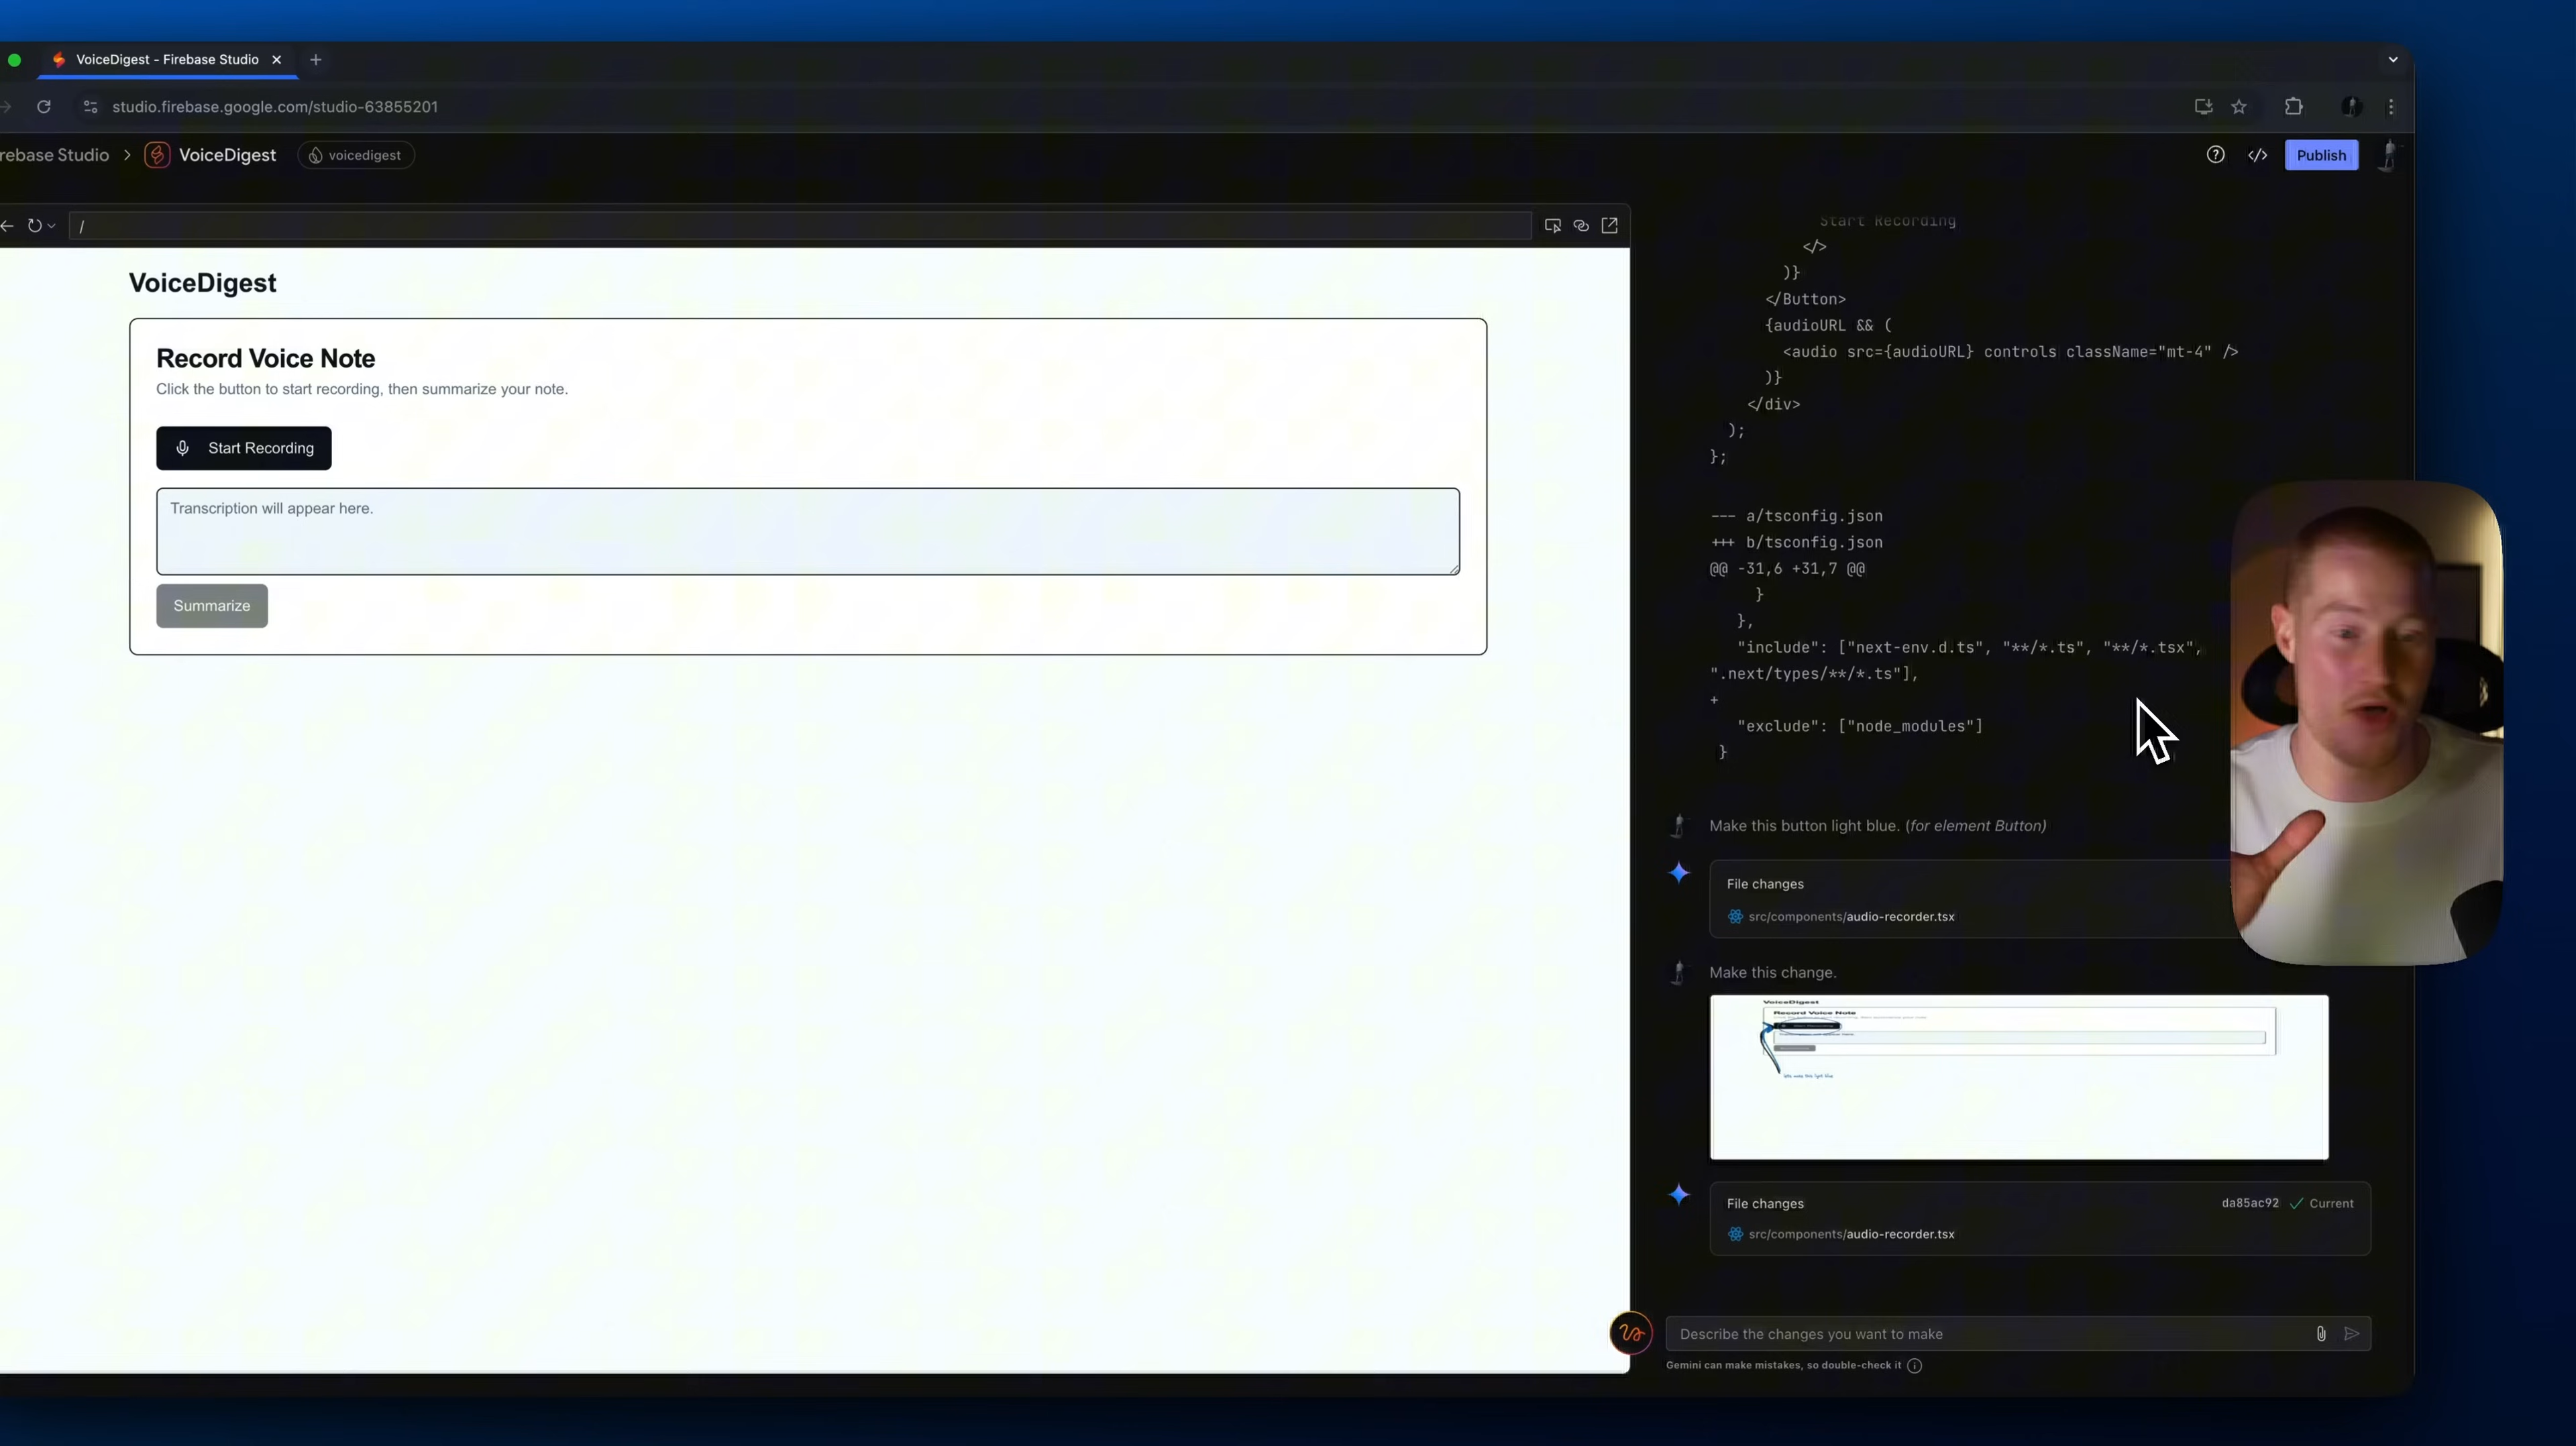 VoiceDigest - Firebase Studio
studio.firebase.google.com/studio-63855201
rebase Studio > VoiceDigest voicedigest
Publish
/
VoiceDigest
Record Voice Note
Click the button to start recording, then summarize your note.
Start Recording
Transcription will appear here.
Summarize
Start Recording
</>
)}
</Button>
{audioURL && (
<audio src={audioURL} controls className="mt-4" />
)}
</div>
);
};
--- a/tsconfig.json
+++ b/tsconfig.json
@@ -31,6 +31,7 @@
}
},
"include": ["next-env.d.ts", "**/*.ts", "**/*.tsx",
".next/types/**/*.ts"],
+
"exclude": ["node_modules"]
}
Make this button light blue. (for element Button)
File changes
src/components/audio-recorder.tsx
Make this change.
VoiceDigest
Record Voice Note
File changes
da85ac92 ✓ Current
src/components/audio-recorder.tsx
Describe the changes you want to make
Gemini can make mistakes, so double-check it